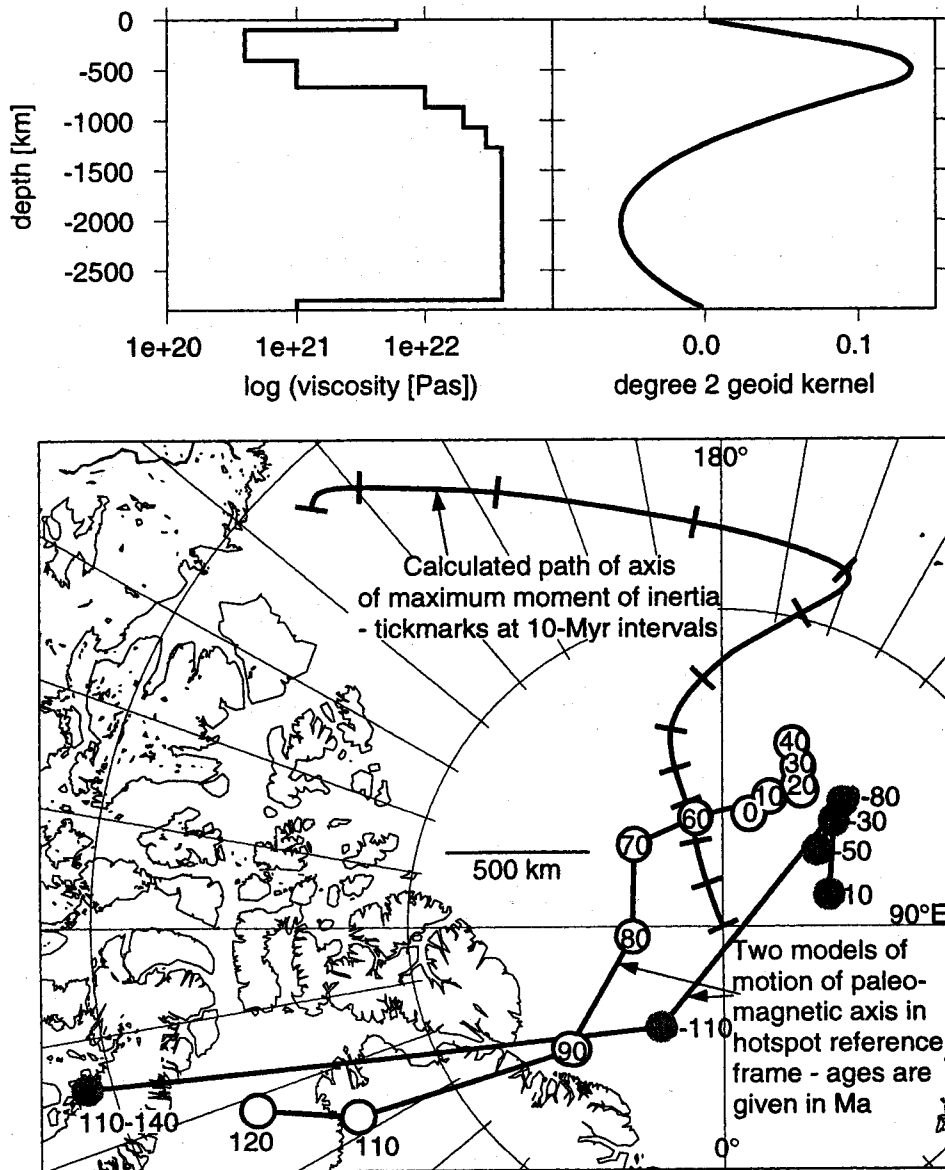 0
-500
-1000
-1500
-2000
-2500
depth [km]
1e+20
1e+21
1e+22
log (viscosity [Pas])
0.0
0.1
degree 2 geoid kernel
180°
Calculated path of axis
of maximum moment of inertia
- tickmarks at 10-Myr intervals
40
30
20
10
0
60
70
80
90
110
120
-80
-30
-50
10
500 km
90°E
Two models of
motion of paleo-
magnetic axis in
hotspot reference
frame - ages are
given in Ma
-110
110-140
0°